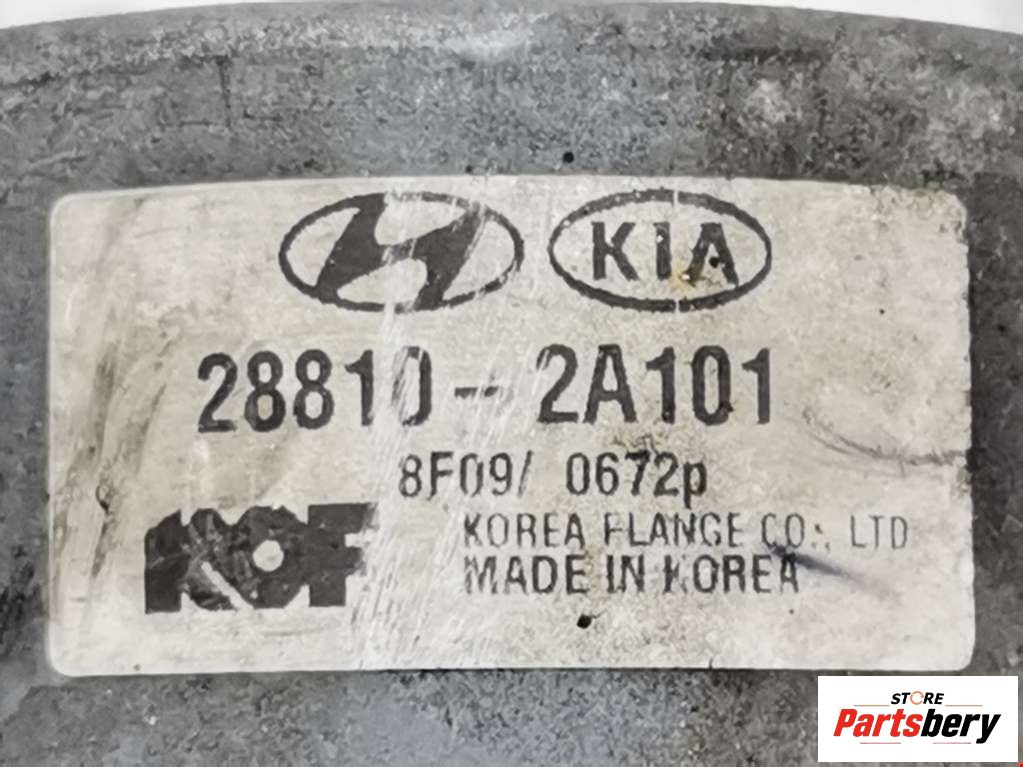 KIA
28810-2A101
8F09/ 0672p
KOF
KOREA FLANGE CO., LTD
MADE IN KOREA
STORE
Partsbery